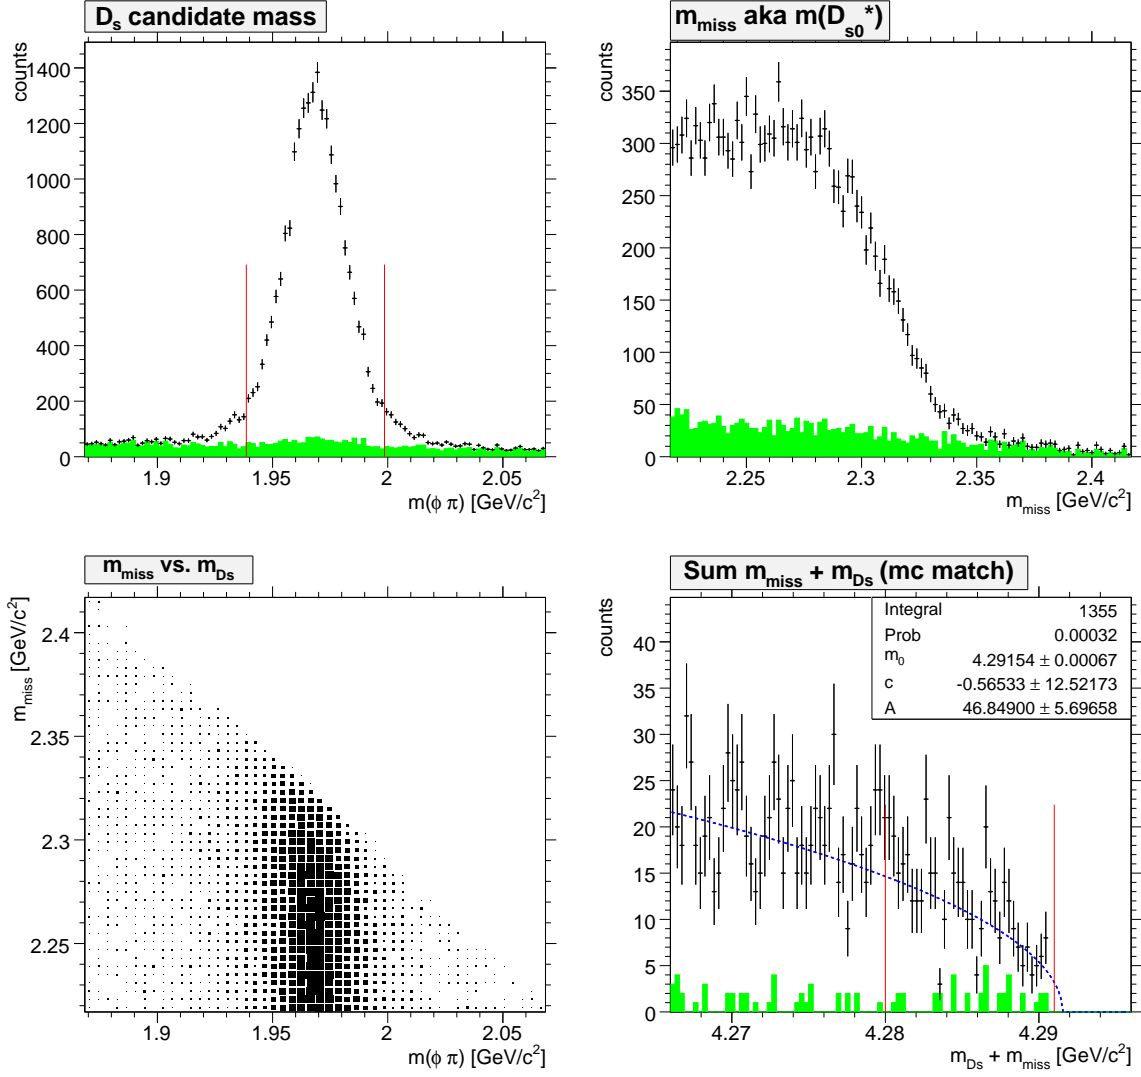 D_s candidate mass
counts
1400
1200
1000
800
600
400
200
0
1.9
1.95
2
2.05
m(ϕ π) [GeV/c²]
m_miss aka m(D_s0*)
counts
350
300
250
200
150
100
50
0
2.25
2.3
2.35
2.4
m_miss [GeV/c²]
m_miss vs. m_Ds
m_miss [GeV/c²]
2.4
2.35
2.3
2.25
1.9
1.95
2
2.05
m(ϕ π) [GeV/c²]
Sum m_miss + m_Ds (mc match)
counts
Integral 1355
Prob 0.00032
m_0 4.29154 ± 0.00067
c -0.56533 ± 12.52173
A 46.84900 ± 5.69658
40
35
30
25
20
15
10
5
0
4.27
4.28
4.29
m_Ds + m_miss [GeV/c²]